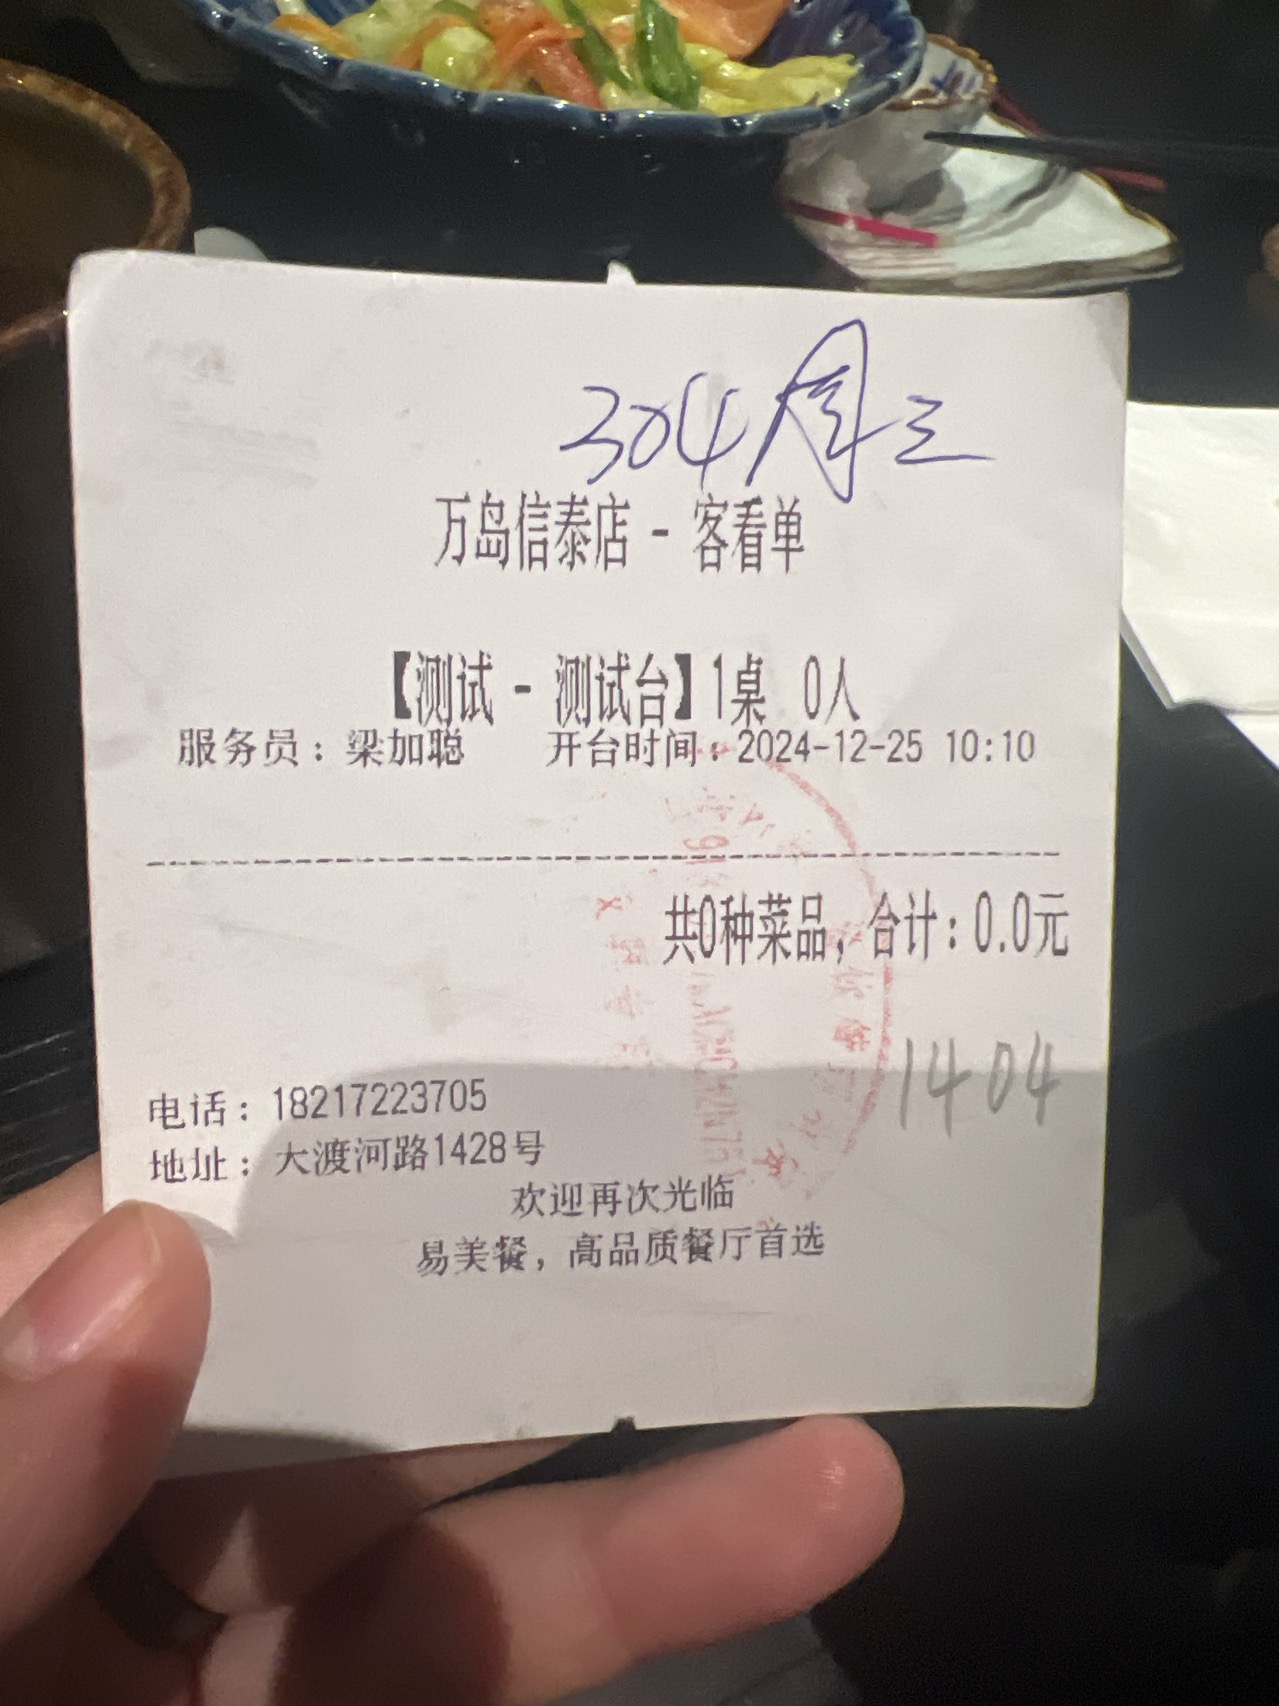 304周三
万岛信泰店 - 客看单
【测试 - 测试台】1桌 0人
服务员：梁加聪 开台时间：2024-12-25 10:10
共0种菜品，合计：0.0元
1404
电话：18217223705
地址：大渡河路1428号
欢迎再次光临
易美餐，高品质餐厅首选